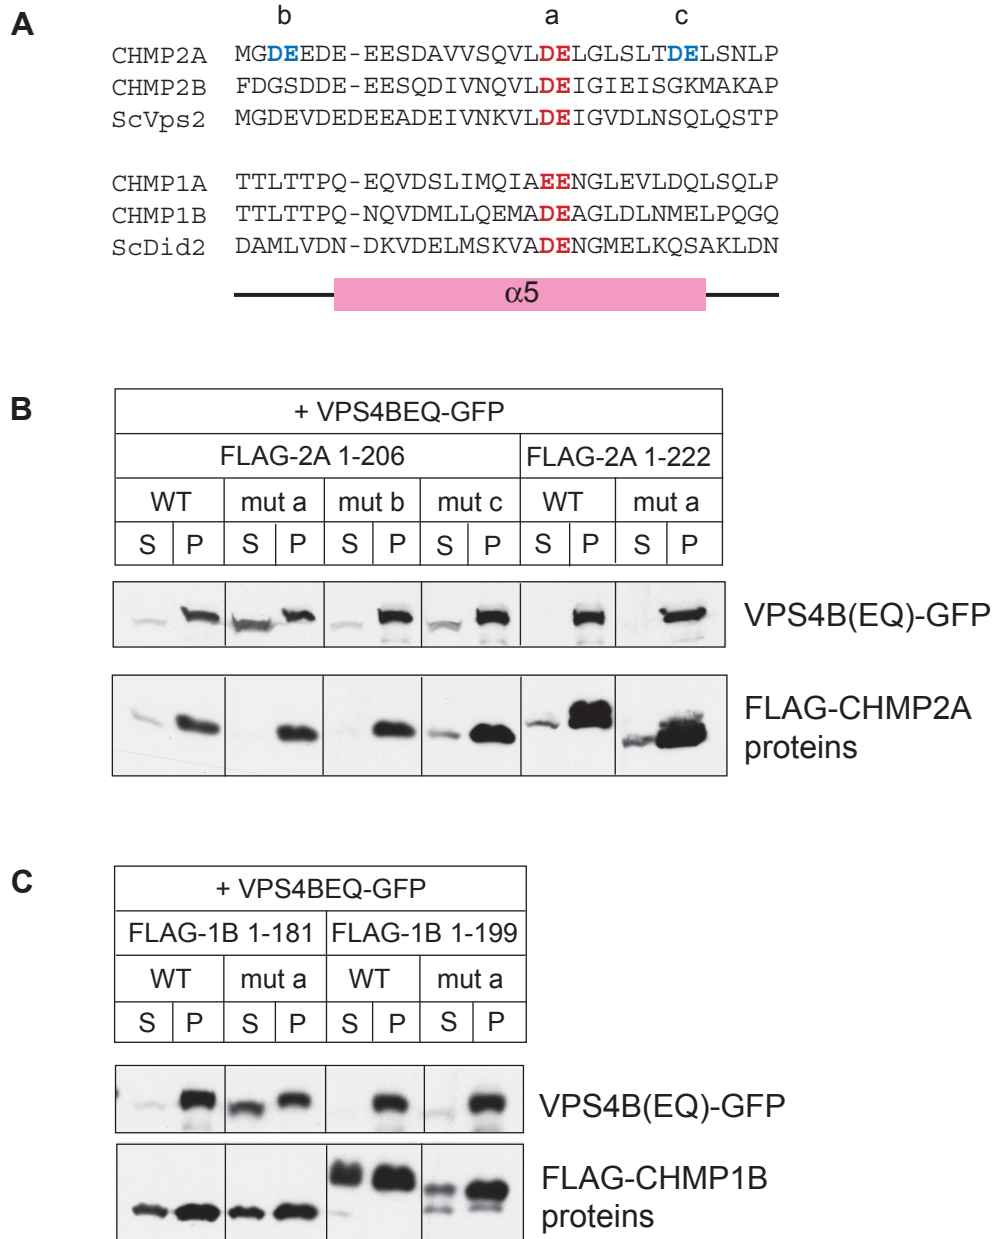 A
b a c
CHMP2A MGDEEDE-EESDAVVSQVLDELGLSLTDELSNLP
CHMP2B FDGSDDE-EESQDIVNQVLDEIGIEISGKMAKAP
ScVps2 MGDEVDEDEEADEIVNKVLDEIGVDLNSQLQSTP
CHMP1A TTLTTPQ-EQVDSLIMQIAEENGLEVLDQLSQLP
CHMP1B TTLTTPQ-NQVDMLLQEMADEAGLDLNMELPQGQ
ScDid2 DAMLVDN-DKVDELMSKVADENGMELKQSAKLDN
α5
B
+ VPS4BEQ-GFP
FLAG-2A 1-206 FLAG-2A 1-222
WT mut a mut b mut c WT mut a
S P S P S P S P S P S P
VPS4B(EQ)-GFP
FLAG-CHMP2A
proteins
C
+ VPS4BEQ-GFP
FLAG-1B 1-181 FLAG-1B 1-199
WT mut a WT mut a
S P S P S P S P
VPS4B(EQ)-GFP
FLAG-CHMP1B
proteins